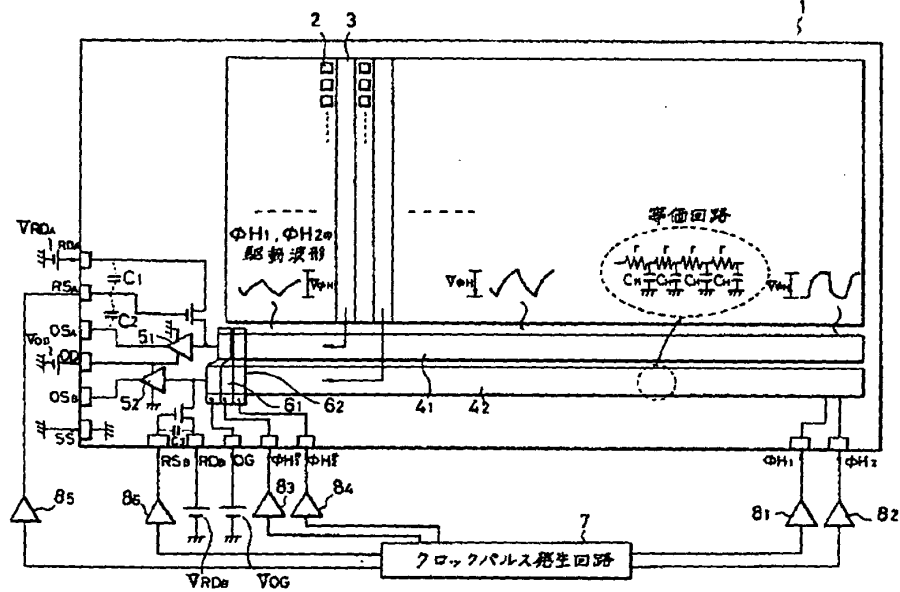 1
2 3
ΦH1, ΦH2の
駆動波形
VΦH
VΦH
等価回路
r r r r
CH CH CH CH
VRDA
RDA
C1
RSA
C2
OSA
51
VOD
OD
OSB
52
SS
C3
61 62
41 42
RSB RDB OG ΦH1* ΦH2*
ΦH1 ΦH2
85 86 83 84
81 82
VRDB VOG
7
クロックパルス発生回路